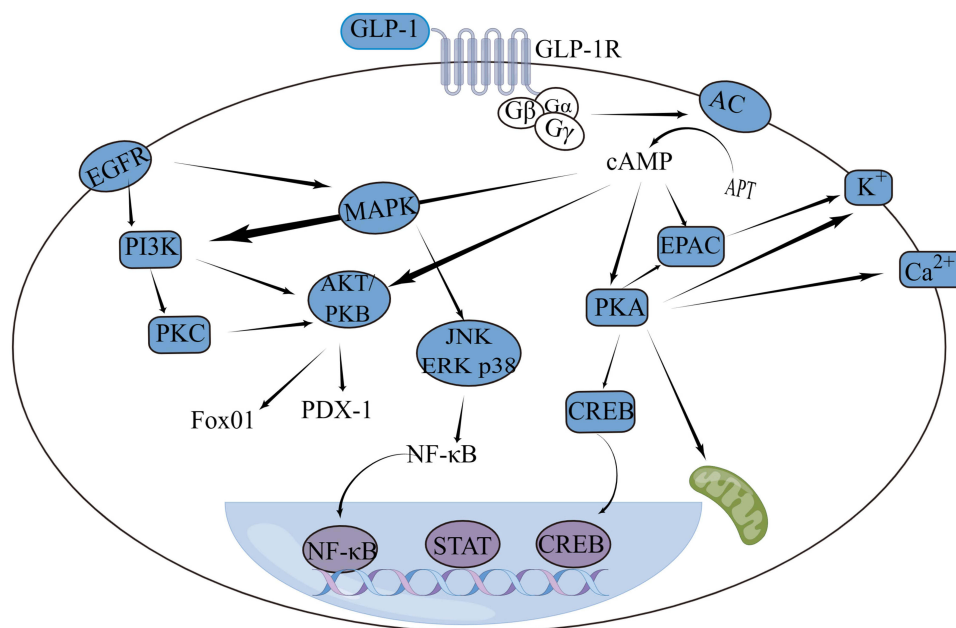 GLP-1
GLP-1R
Gβ
Gα
Gγ
AC
cAMP
APT
EGFR
MAPK
K⁺
PI3K
EPAC
Ca²⁺
AKT/
PKB
PKA
PKC
JNK
ERK p38
Fox01
PDX-1
CREB
NF-κB
NF-κB
STAT
CREB